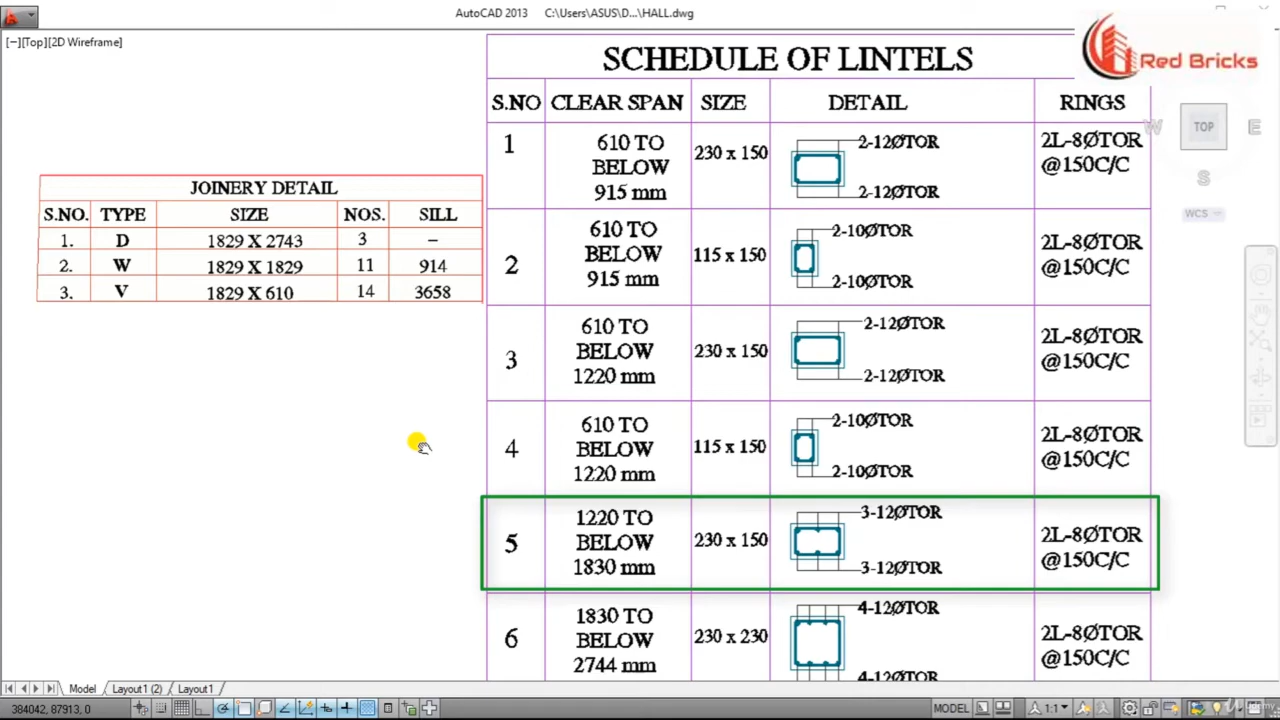 AutoCAD 2013 C:\Users\ASUS\D...\HALL.dwg
[−][Top][2D Wireframe]
Red Bricks
W TOP E
S
WCS
JOINERY DETAIL
S.NO. TYPE SIZE NOS. SILL
1. D 1829 X 2743 3 –
2. W 1829 X 1829 11 914
3. V 1829 X 610 14 3658
SCHEDULE OF LINTELS
S.NO CLEAR SPAN SIZE DETAIL RINGS
1 610 TO BELOW 915 mm 230 x 150 2-12ØTOR 2-12ØTOR 2L-8ØTOR @150C/C
2 610 TO BELOW 915 mm 115 x 150 2-10ØTOR 2-10ØTOR 2L-8ØTOR @150C/C
3 610 TO BELOW 1220 mm 230 x 150 2-12ØTOR 2-12ØTOR 2L-8ØTOR @150C/C
4 610 TO BELOW 1220 mm 115 x 150 2-10ØTOR 2-10ØTOR 2L-8ØTOR @150C/C
5 1220 TO BELOW 1830 mm 230 x 150 3-12ØTOR 3-12ØTOR 2L-8ØTOR @150C/C
6 1830 TO BELOW 2744 mm 230 x 230 4-12ØTOR 4-12ØTOR 2L-8ØTOR @150C/C
Model Layout1 (2) Layout1
384042, 87913, 0 MODEL 1:1